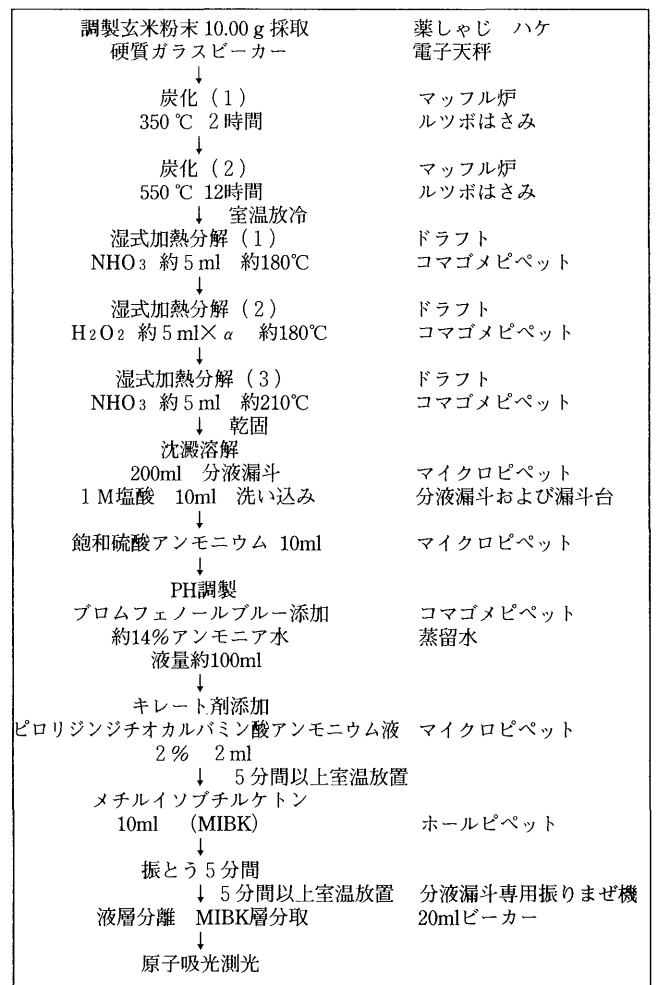 調製玄米粉末 10.00 g 採取　薬しゃじ　ハケ
硬質ガラスビーカー　電子天秤
↓
炭化（1）　マッフル炉
350 ℃　2 時間　ルツボはさみ
↓
炭化（2）　マッフル炉
550 ℃　12時間　ルツボはさみ
↓　室温放冷
湿式加熱分解（1）　ドラフト
NHO₃　約 5 ml　約180℃　コマゴメピペット
↓
湿式加熱分解（2）　ドラフト
H₂O₂　約 5 ml×α　約180℃　コマゴメピペット
↓
湿式加熱分解（3）　ドラフト
NHO₃　約 5 ml　約210℃　コマゴメピペット
↓　乾固
沈澱溶解
200ml　分液漏斗　マイクロピペット
1 M塩酸　10ml　洗い込み　分液漏斗および漏斗台
↓
飽和硫酸アンモニウム 10ml　マイクロピペット
↓
PH調製
ブロムフェノールブルー添加　コマゴメピペット
約14%アンモニア水　蒸留水
液量約100ml
↓
キレート剤添加
ピロリジンジチオカルバミン酸アンモニウム液　マイクロピペット
2 %　2 ml
↓　5 分間以上室温放置
メチルイソブチルケトン
10ml　（MIBK）　ホールピペット
↓
振とう 5 分間
↓　5 分間以上室温放置　分液漏斗専用振りまぜ機
液層分離　MIBK層分取　20mlビーカー
↓
原子吸光測光